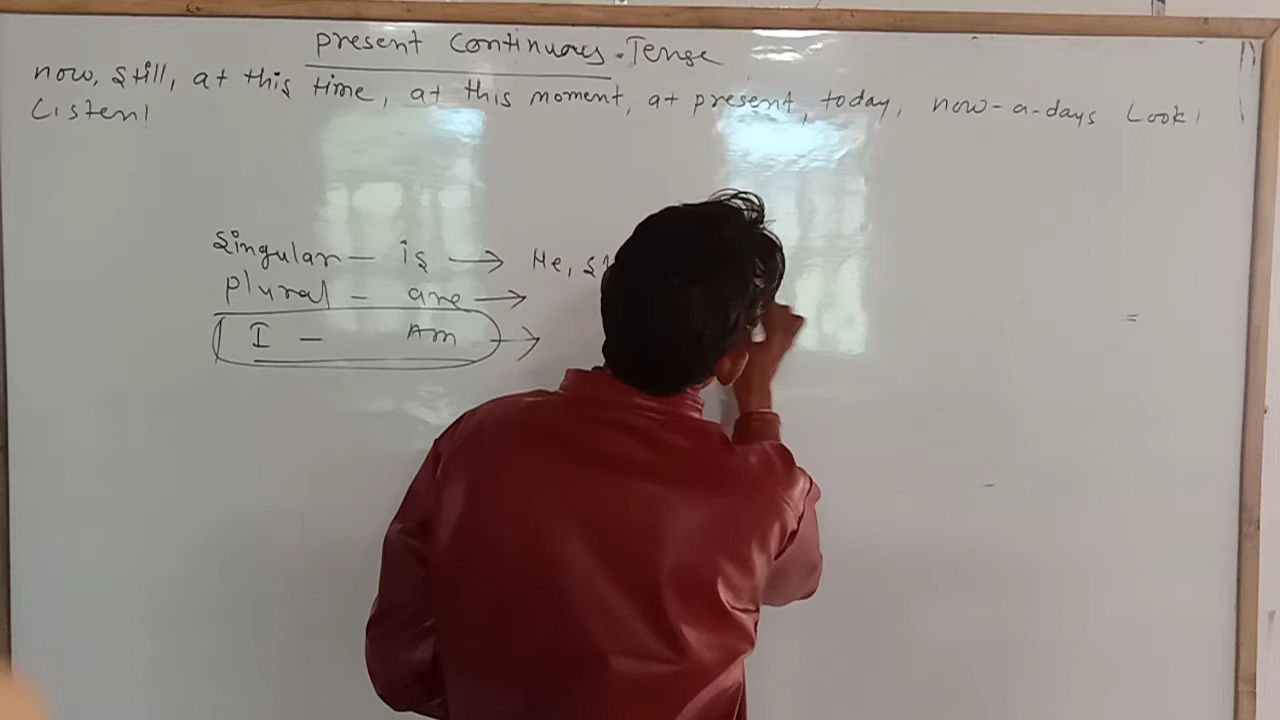 present continuous Tense
now, still, at this time, at this moment, at present, today, now-a-days Look!
Listen!
singular - is → He,
plural - are →
I - Am →